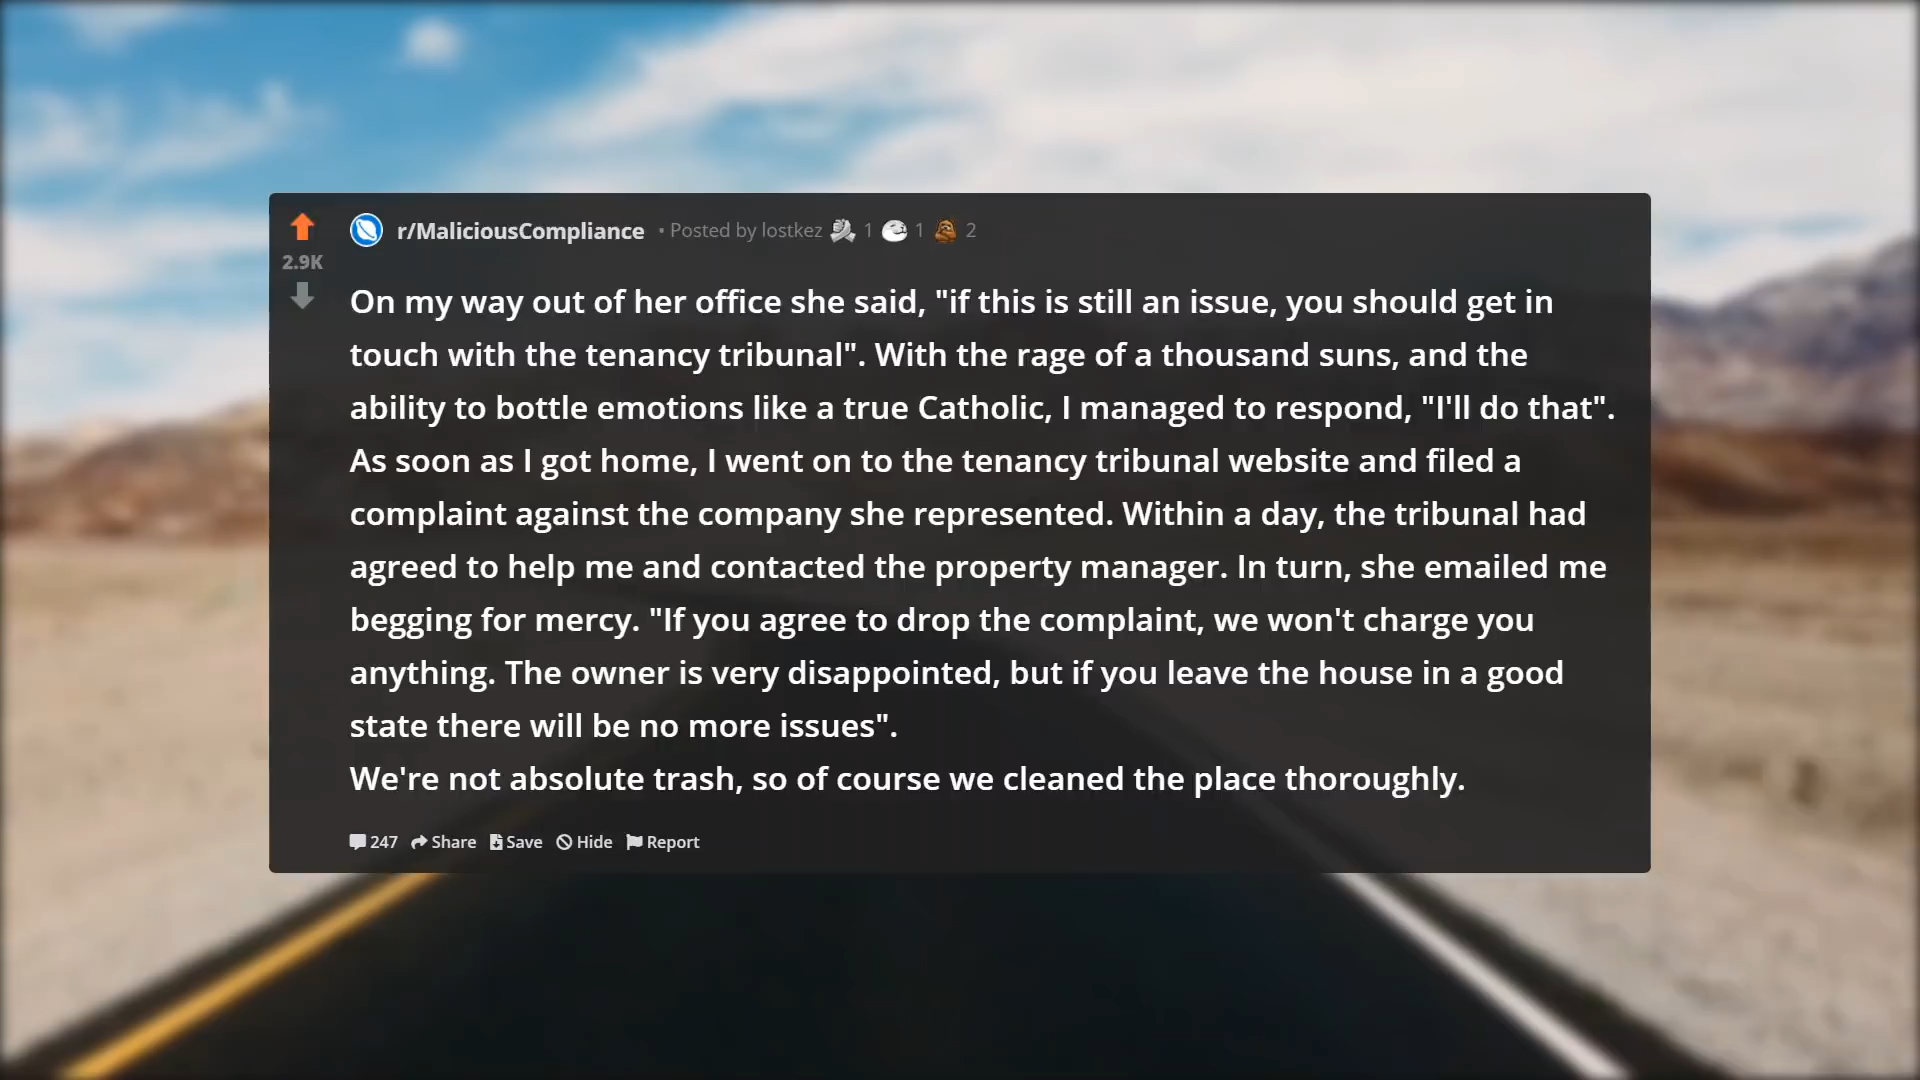 r/MaliciousCompliance • Posted by lostkez 1 1 2
2.9K
On my way out of her office she said, "if this is still an issue, you should get in
touch with the tenancy tribunal". With the rage of a thousand suns, and the
ability to bottle emotions like a true Catholic, I managed to respond, "I'll do that".
As soon as I got home, I went on to the tenancy tribunal website and filed a
complaint against the company she represented. Within a day, the tribunal had
agreed to help me and contacted the property manager. In turn, she emailed me
begging for mercy. "If you agree to drop the complaint, we won't charge you
anything. The owner is very disappointed, but if you leave the house in a good
state there will be no more issues".
We're not absolute trash, so of course we cleaned the place thoroughly.
247 Share Save Hide Report